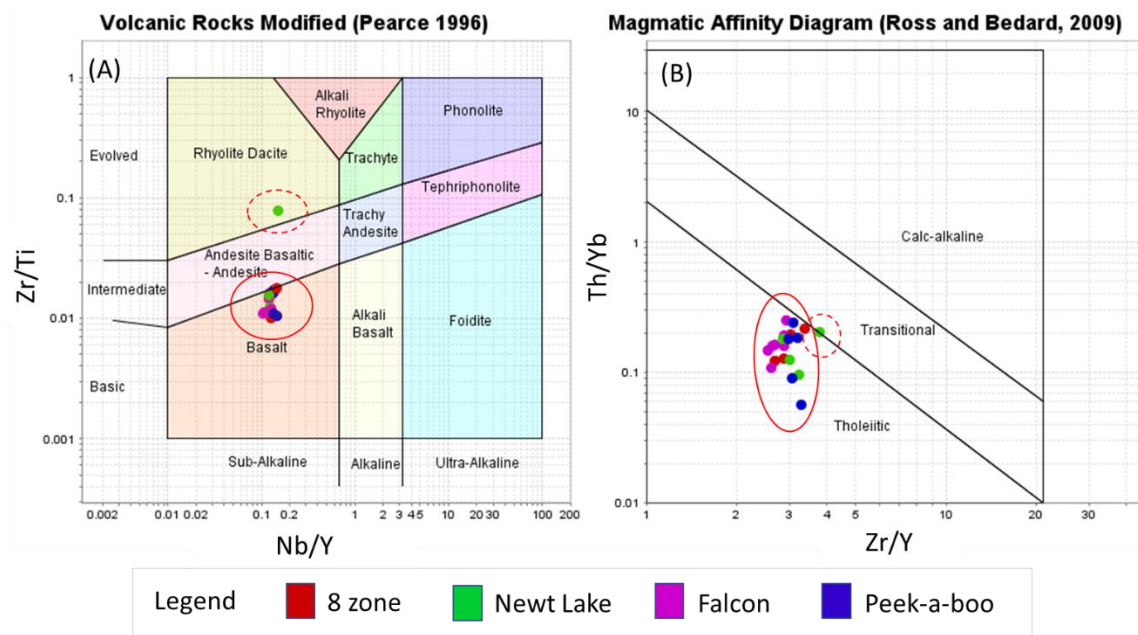 Volcanic Rocks Modified (Pearce 1996)
(A)
Zr/Ti
1
0.1
0.01
0.001
Evolved
Intermediate
Basic
Alkali
Rhyolite
Phonolite
Rhyolite Dacite
Trachyte
Tephriphonolite
Trachy
Andesite
Andesite Basaltic
- Andesite
Basalt
Alkali
Basalt
Foidite
Sub-Alkaline
Alkaline
Ultra-Alkaline
0.002
0.01
0.02
0.1
0.2
1
2
3
4
5
10
20
30
100
200
Nb/Y
Magmatic Affinity Diagram (Ross and Bedard, 2009)
(B)
Th/Yb
10
1
0.1
0.01
Calc-alkaline
Transitional
Tholeiitic
1
2
3
4
5
10
20
30
Zr/Y
Legend
8 zone
Newt Lake
Falcon
Peek-a-boo